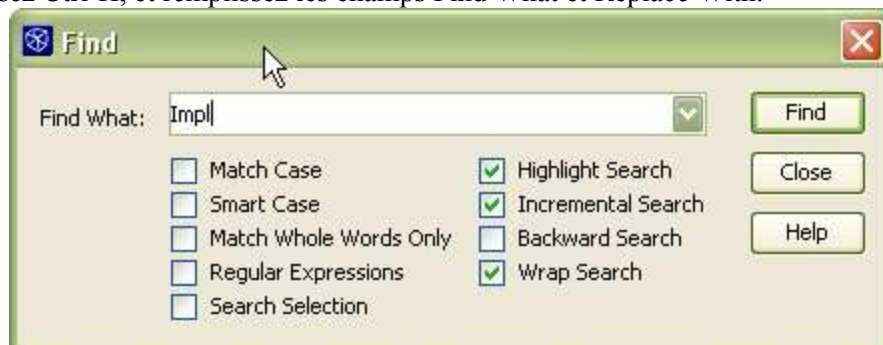 Ctrl-H, et remplissez les champs Find What et Replace With.
Find
Find What: Impl Find
Match Case Highlight Search Close
Smart Case Incremental Search
Match Whole Words Only Backward Search Help
Regular Expressions Wrap Search
Search Selection